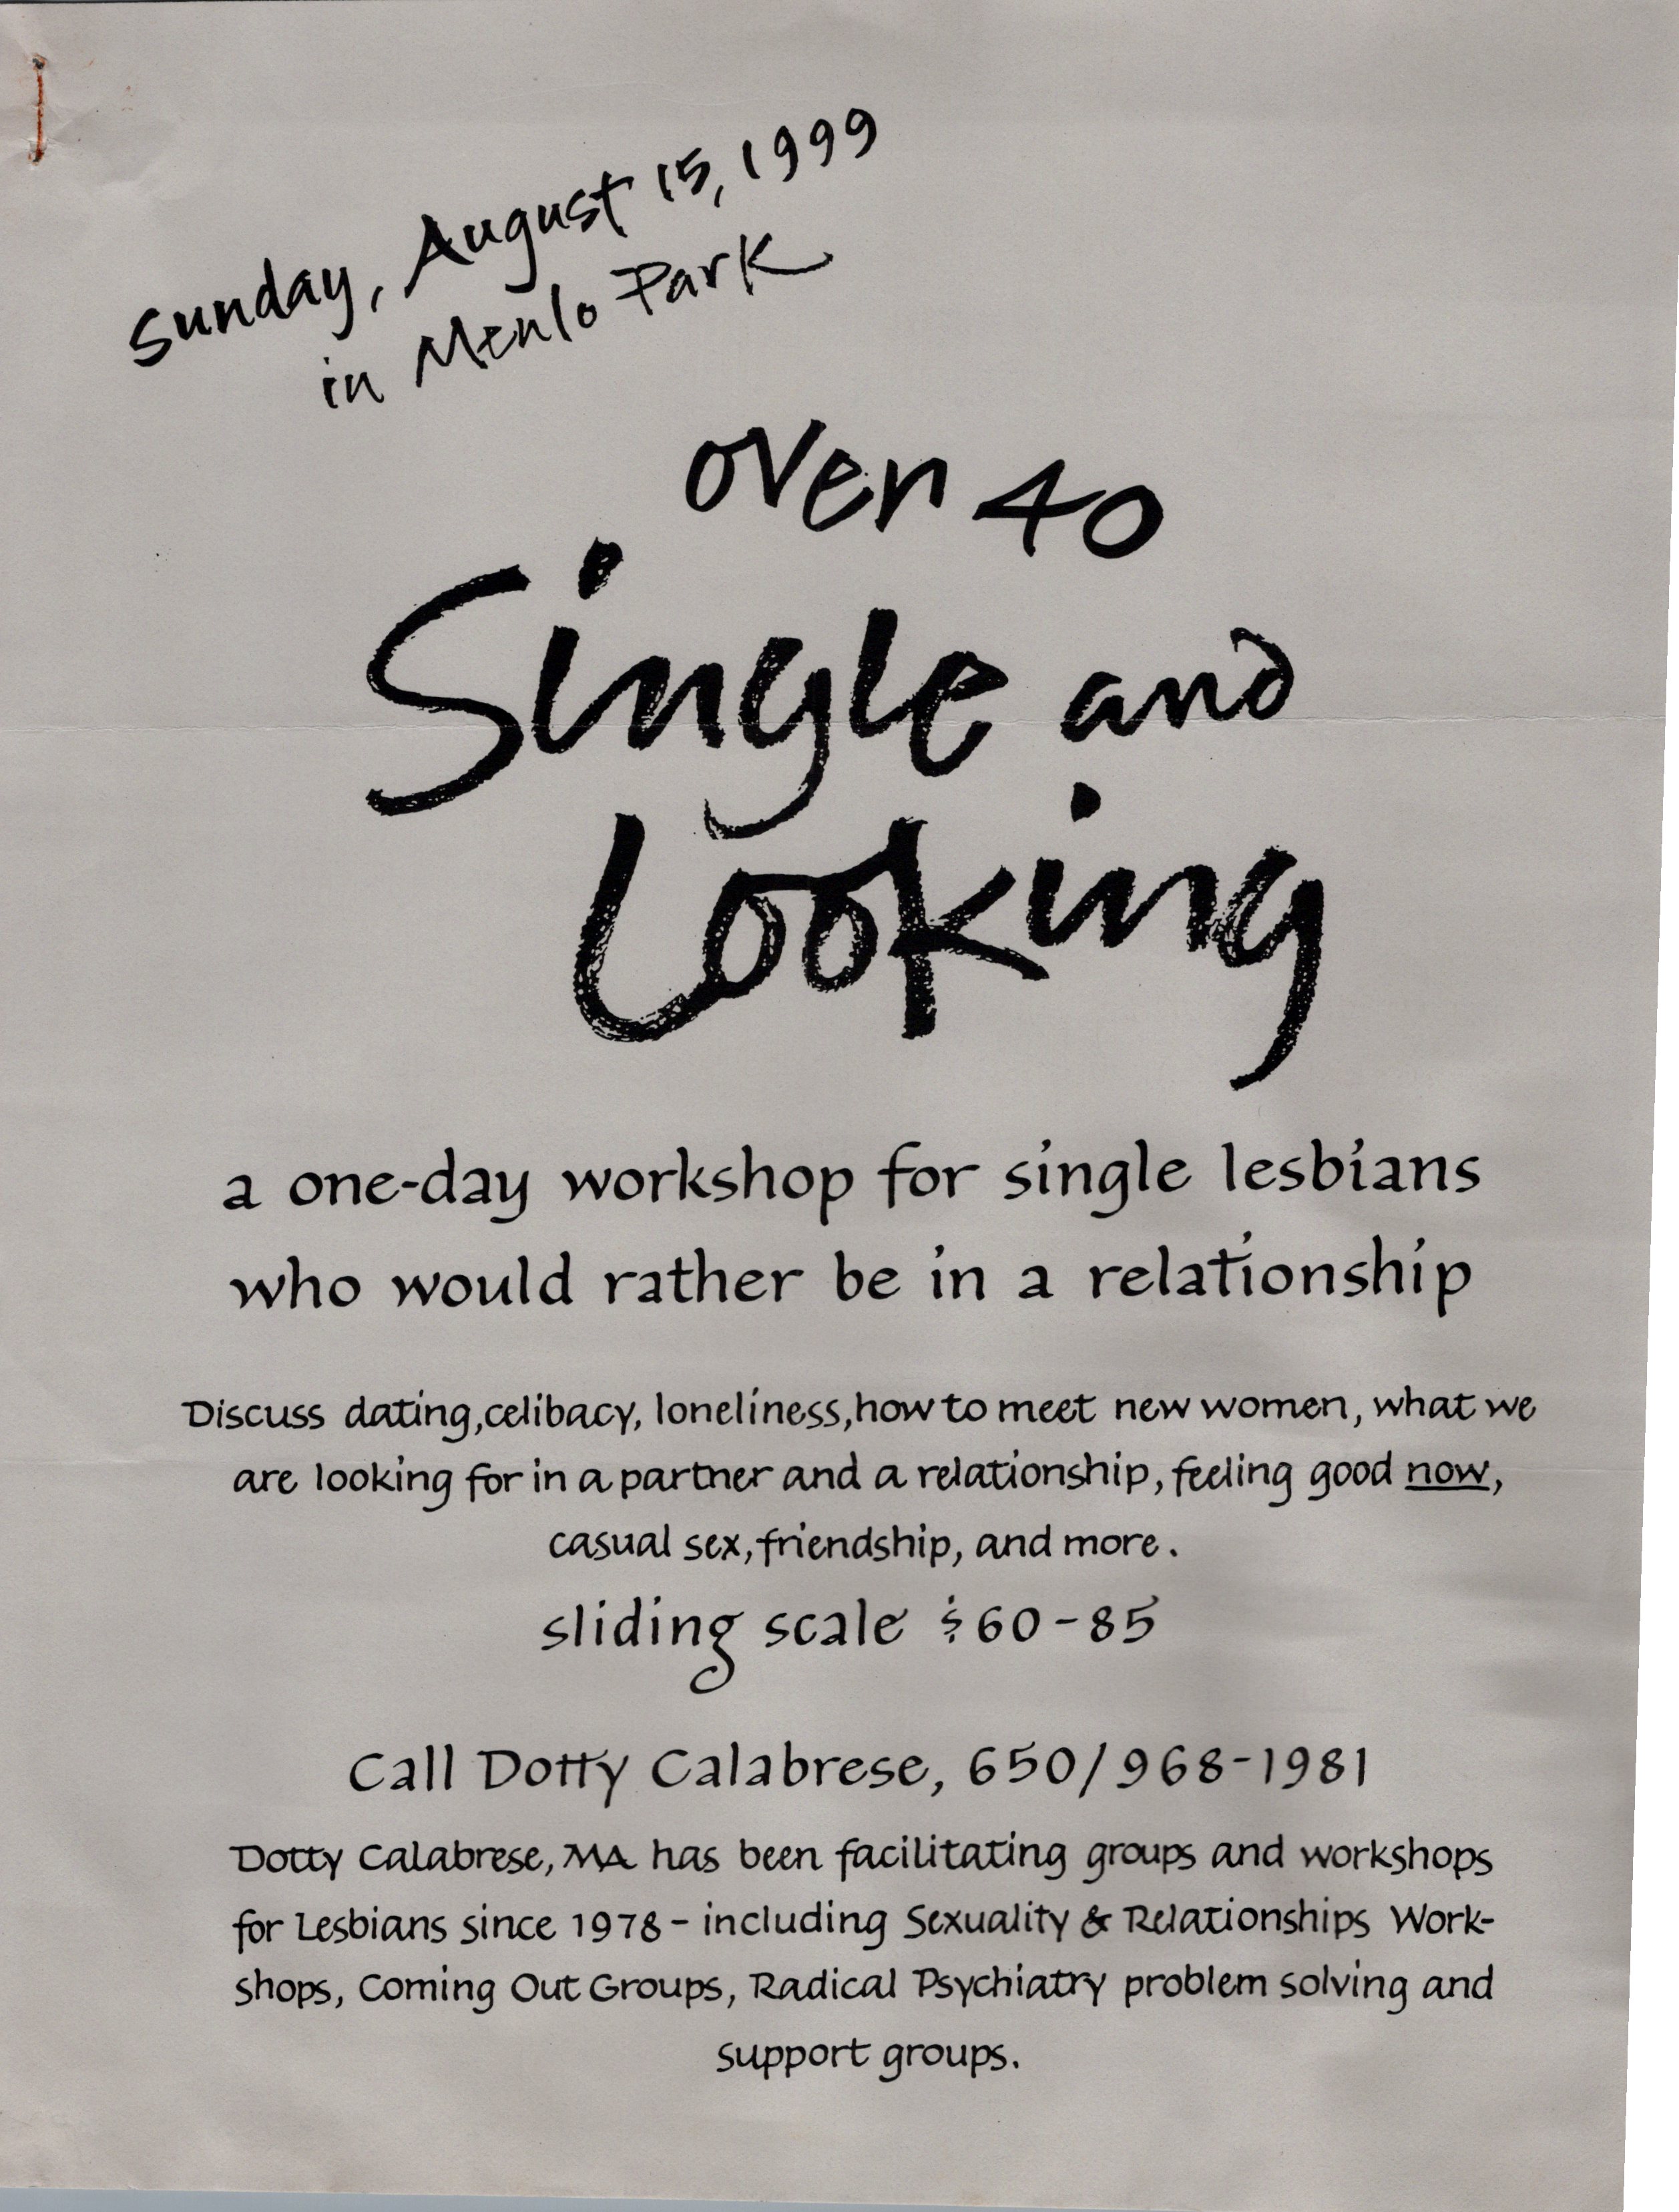 Sunday, August 15, 1999
in Menlo Park
over 40
Single and
Looking
a one-day workshop for single lesbians
who would rather be in a relationship
Discuss dating, celibacy, loneliness, how to meet new women, what we
are looking for in a partner and a relationship, feeling good now,
casual sex, friendship, and more.
sliding scale $60-85
Call Dotty Calabrese, 650/968-1981
Dotty Calabrese, MA has been facilitating groups and workshops
for Lesbians since 1978 - including Sexuality & Relationships Work-
shops, Coming Out Groups, Radical Psychiatry problem solving and
support groups.